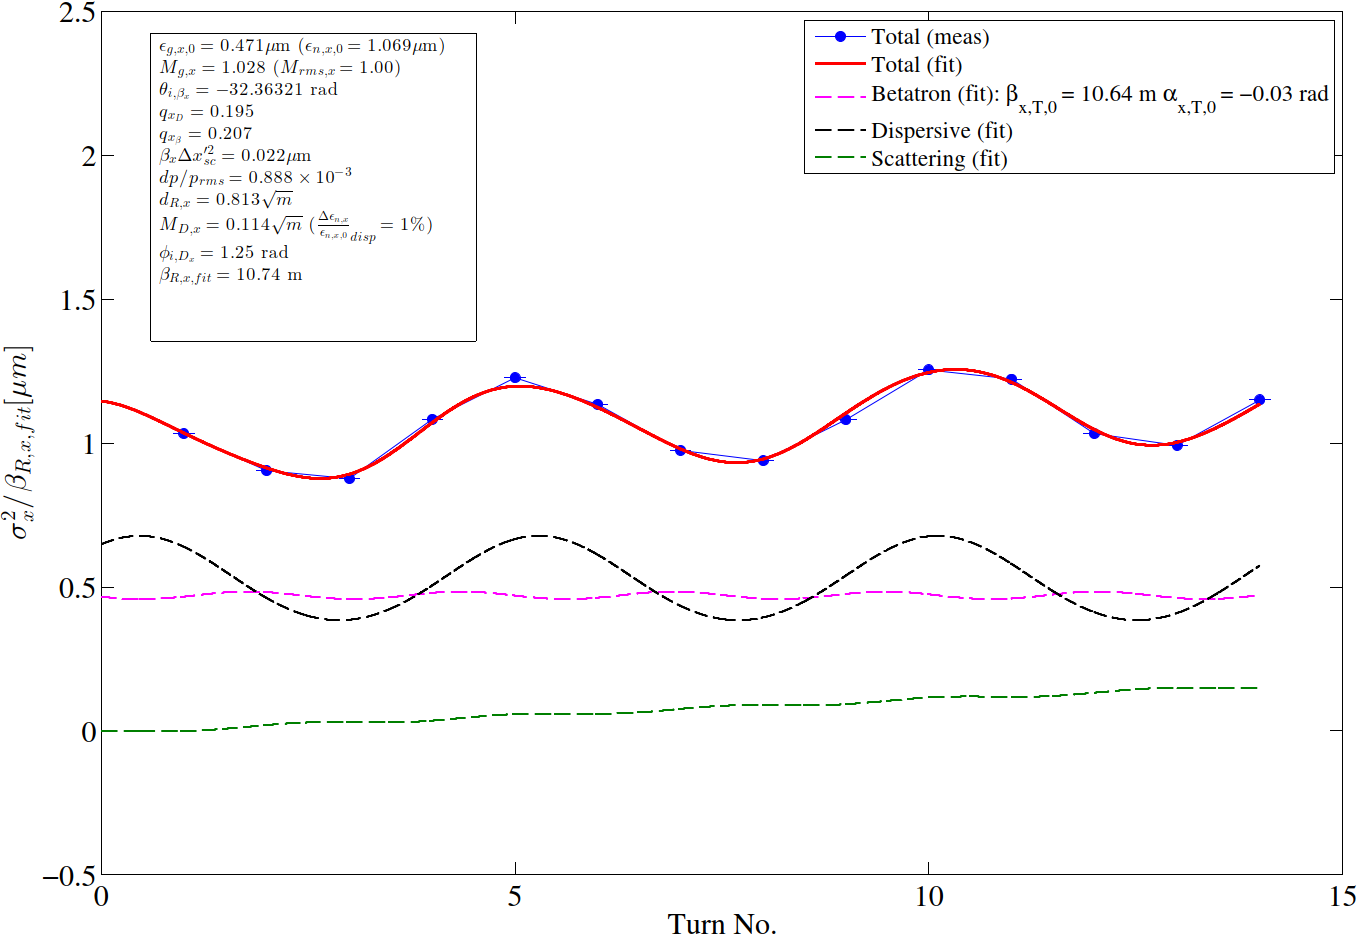 2.5
2
1.5
1
0.5
0
−0.5
σ²ₓ/β_{R,x,fit}[μm]
ϵ_{g,x,0} = 0.471μm (ϵ_{n,x,0} = 1.069μm)
M_{g,x} = 1.028 (M_{rms,x} = 1.00)
θ_{i,β_x} = −32.36321 rad
q_{x_D} = 0.195
q_{x_β} = 0.207
β_xΔx′²_{sc} = 0.022μm
dp/p_{rms} = 0.888 × 10⁻³
d_{R,x} = 0.813√m
M_{D,x} = 0.114√m (Δϵ_{n,x}/ϵ_{n,x,0} _{disp} = 1%)
ϕ_{i,D_x} = 1.25 rad
β_{R,x,fit} = 10.74 m
Total (meas)
Total (fit)
Betatron (fit): β_{x,T,0} = 10.64 m α_{x,T,0} = −0.03 rad
Dispersive (fit)
Scattering (fit)
0 5 10 15
Turn No.